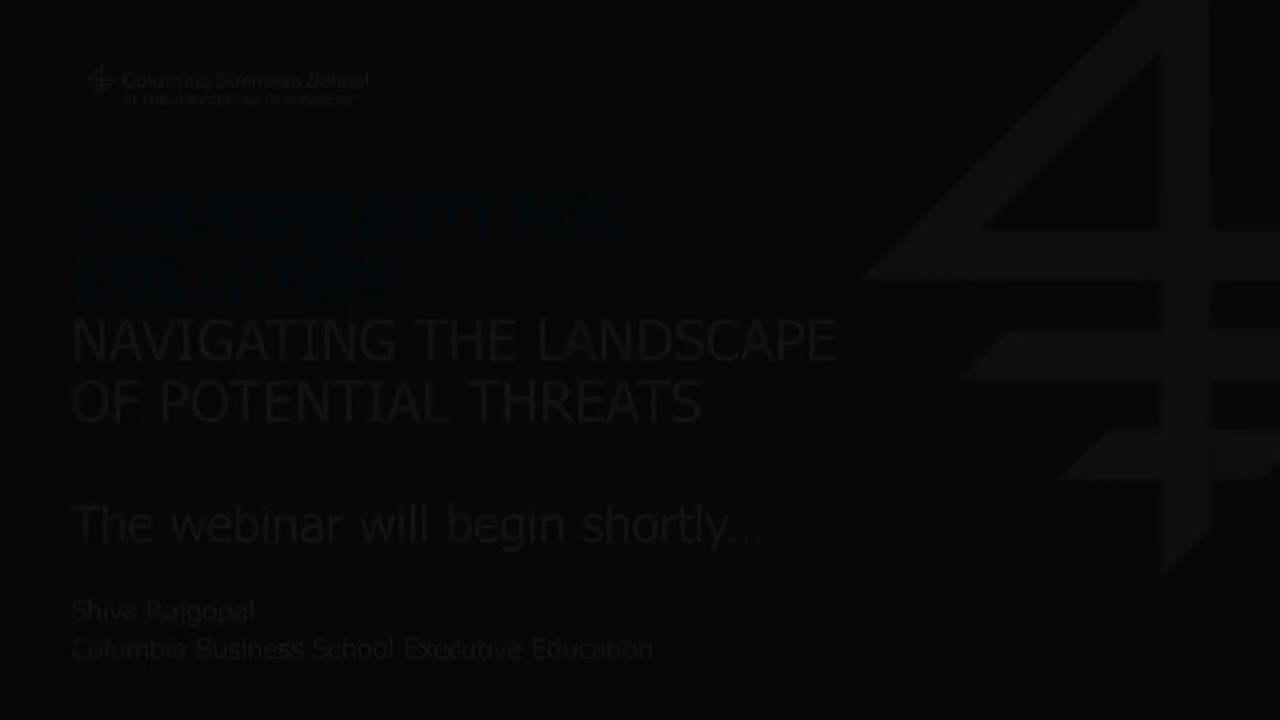 Columbia Business School
AT THE VERY CENTER OF BUSINESS
NAVIGATING THE LANDSCAPE
OF POTENTIAL THREATS
The webinar will begin shortly...
Shiva Rajgopal
Columbia Business School Executive Education